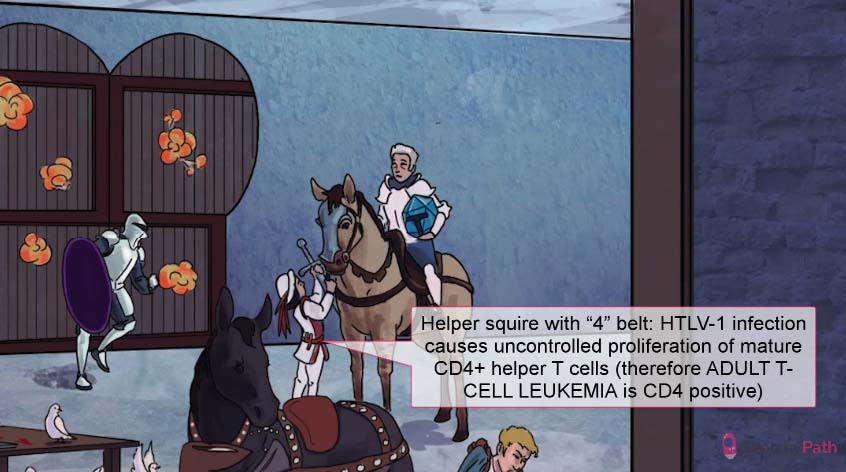 Helper squire with “4” belt: HTLV-1 infection
causes uncontrolled proliferation of mature
CD4+ helper T cells (therefore ADULT T-
CELL LEUKEMIA is CD4 positive)
Path